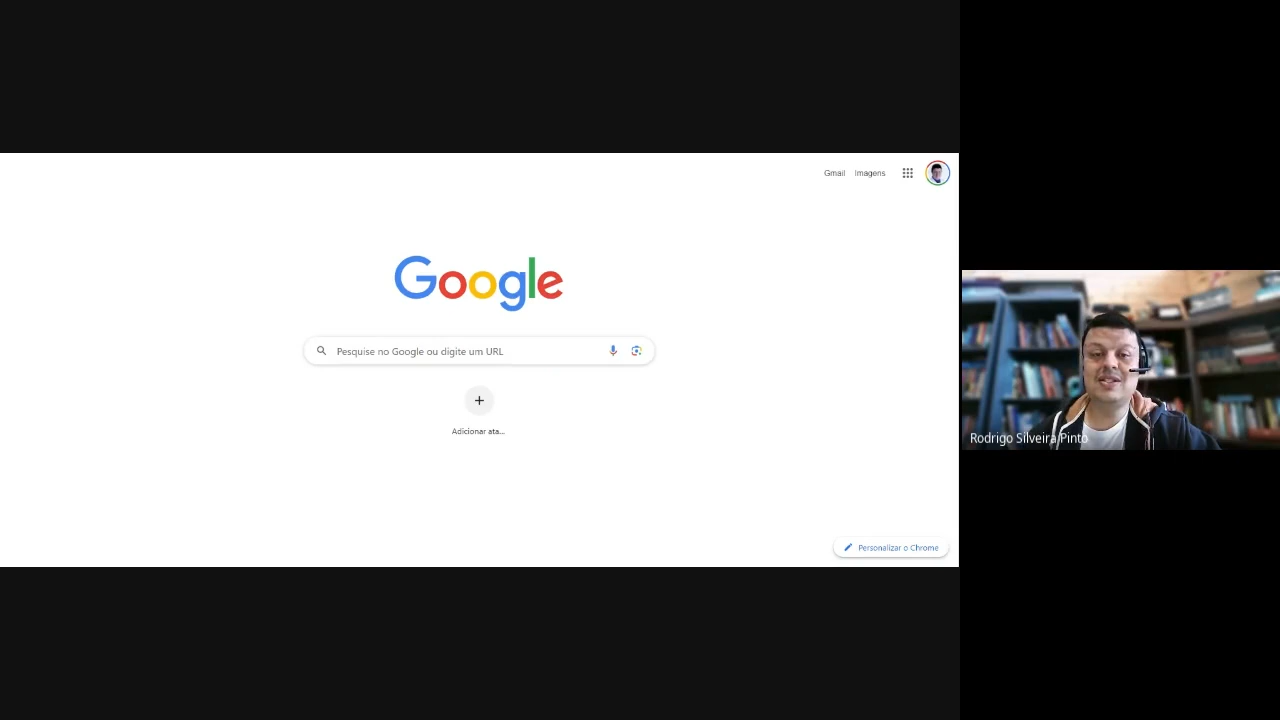 Gmail Imagens
Google
Pesquise no Google ou digite um URL
Adicionar ata...
Personalizar o Chrome
Rodrigo Silveira Pinto